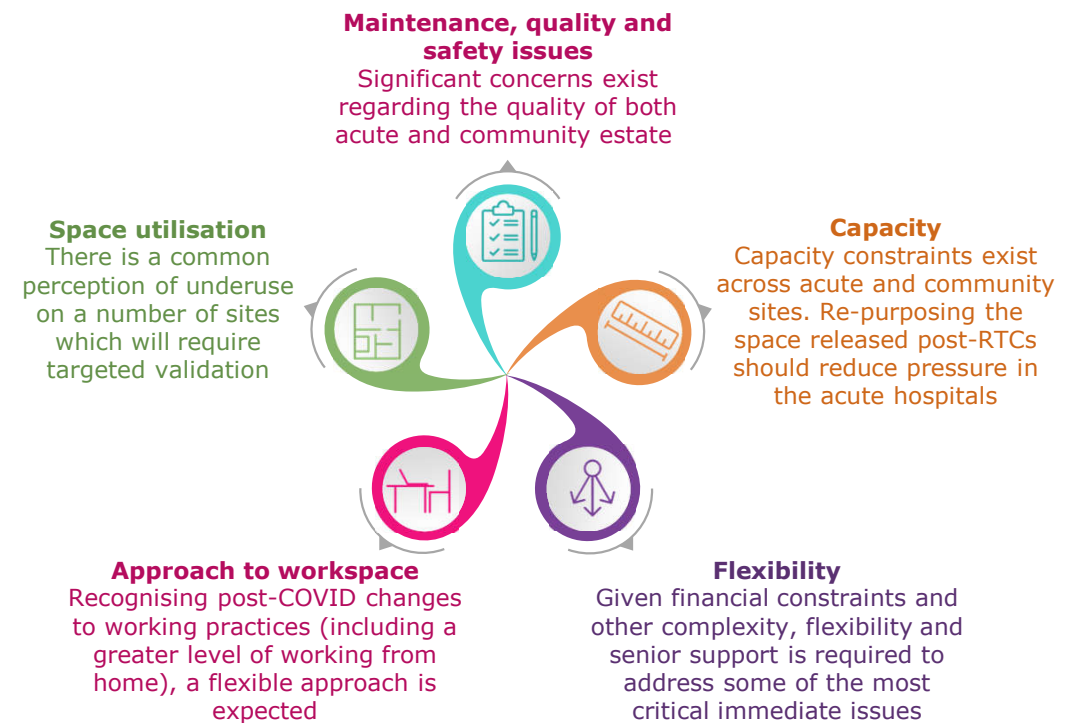 Maintenance, quality and
safety issues
Significant concerns exist
regarding the quality of both
acute and community estate
Space utilisation
There is a common
perception of underuse
on a number of sites
which will require
targeted validation
Capacity
Capacity constraints exist
across acute and community
sites. Re-purposing the
space released post-RTCs
should reduce pressure in
the acute hospitals
Approach to workspace
Recognising post-COVID changes
to working practices (including a
greater level of working from
home), a flexible approach is
expected
Flexibility
Given financial constraints and
other complexity, flexibility and
senior support is required to
address some of the most
critical immediate issues